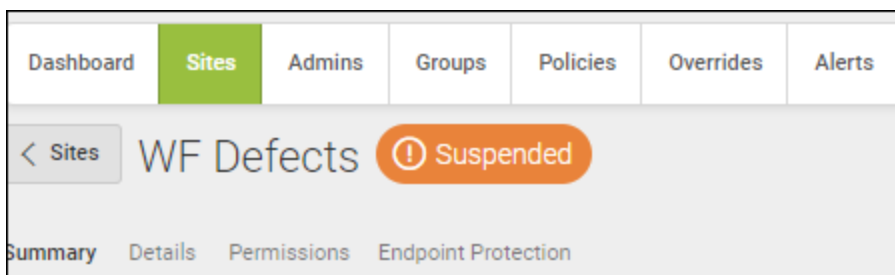 Dashboard Sites Admins Groups Policies Overrides Alerts
< Sites WF Defects ! Suspended
Summary Details Permissions Endpoint Protection